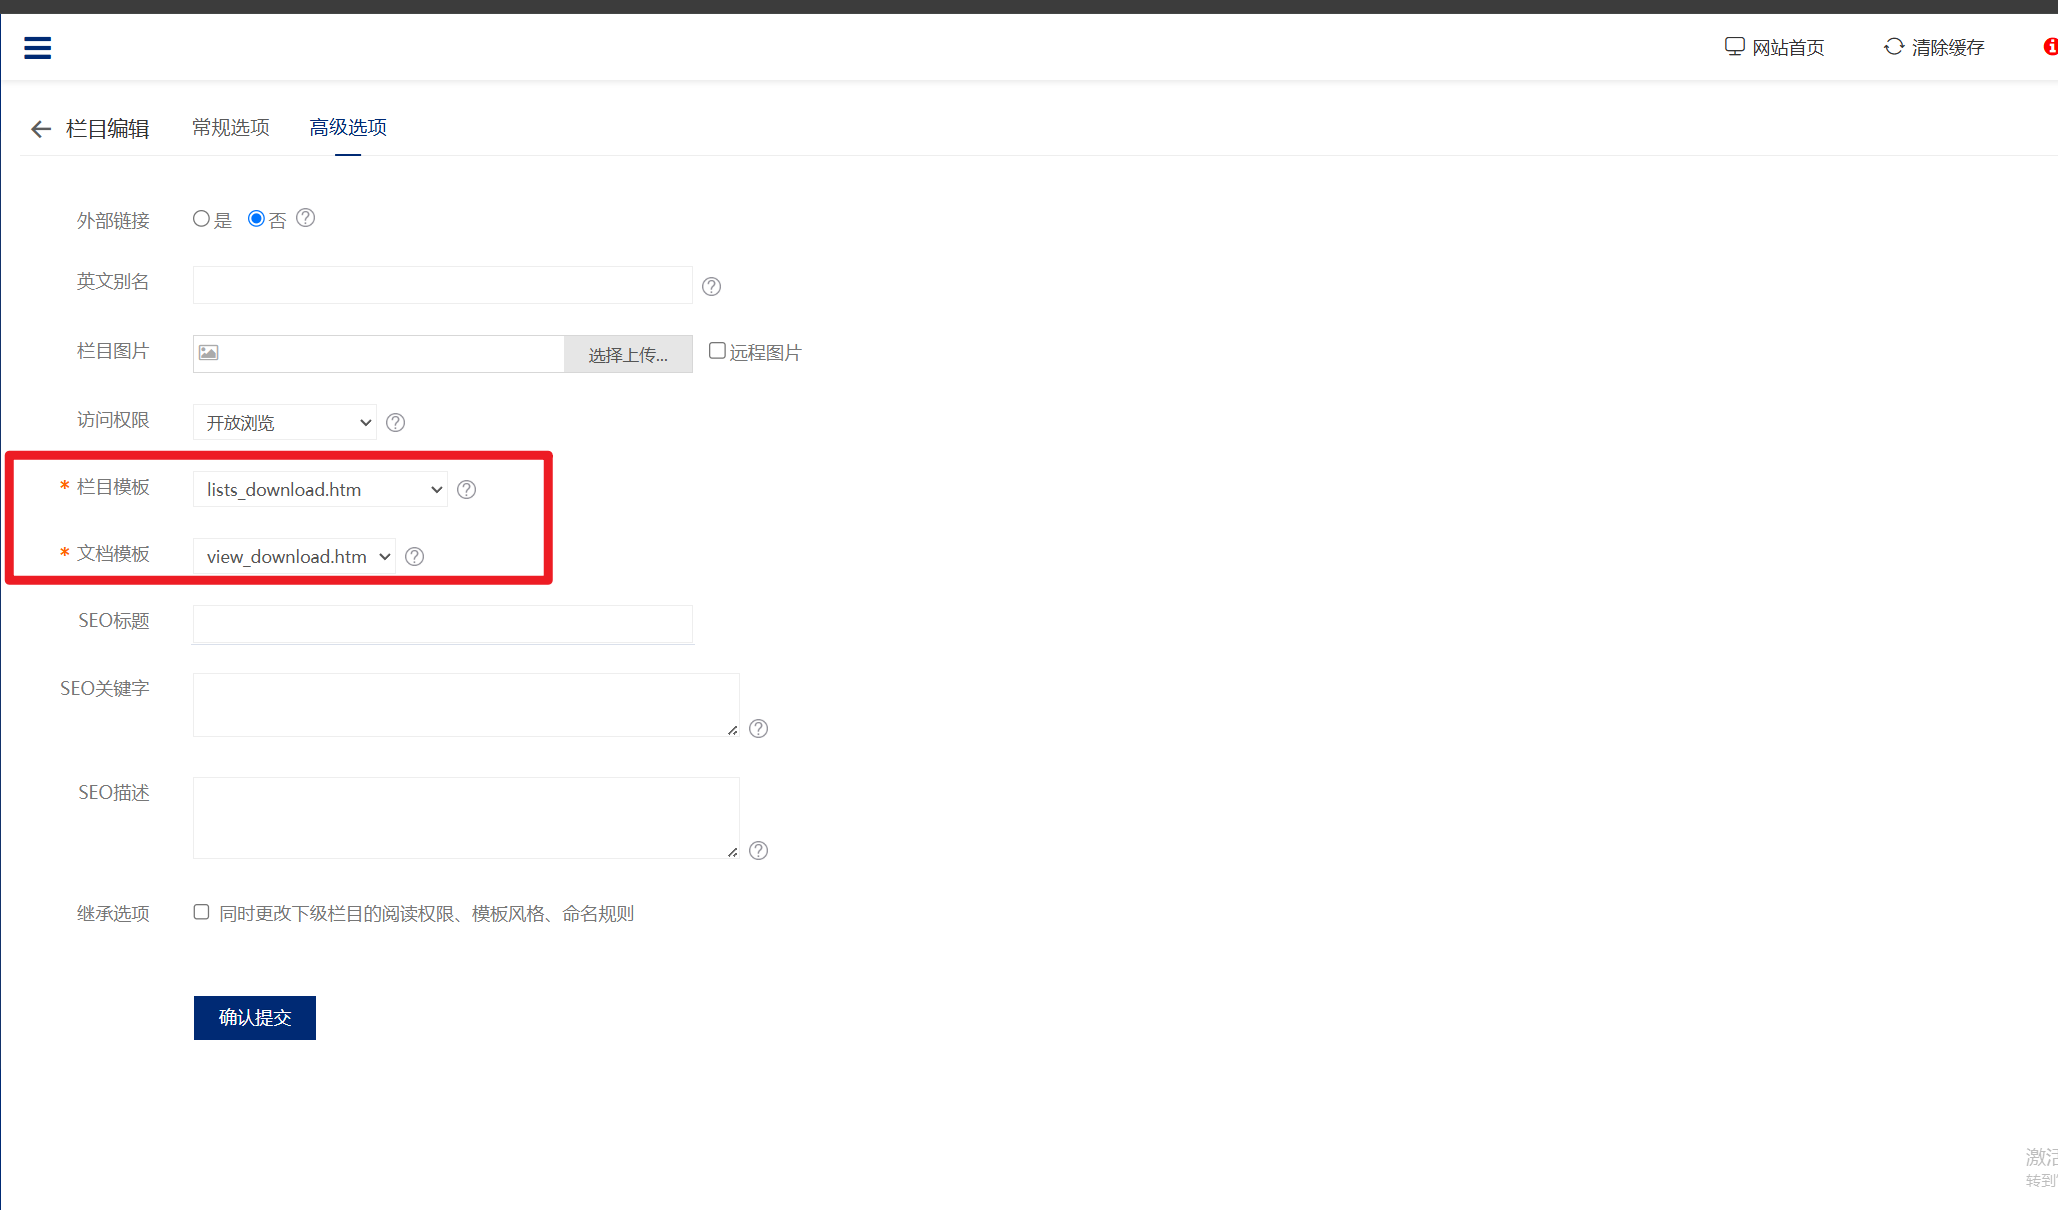 网站首页 清除缓存
栏目编辑 常规选项 高级选项
外部链接 是 否
英文别名
栏目图片 选择上传... 远程图片
访问权限 开放浏览
* 栏目模板 lists_download.htm
* 文档模板 view_download.htm
SEO标题
SEO关键字
SEO描述
继承选项 同时更改下级栏目的阅读权限、模板风格、命名规则
确认提交
激活
转到